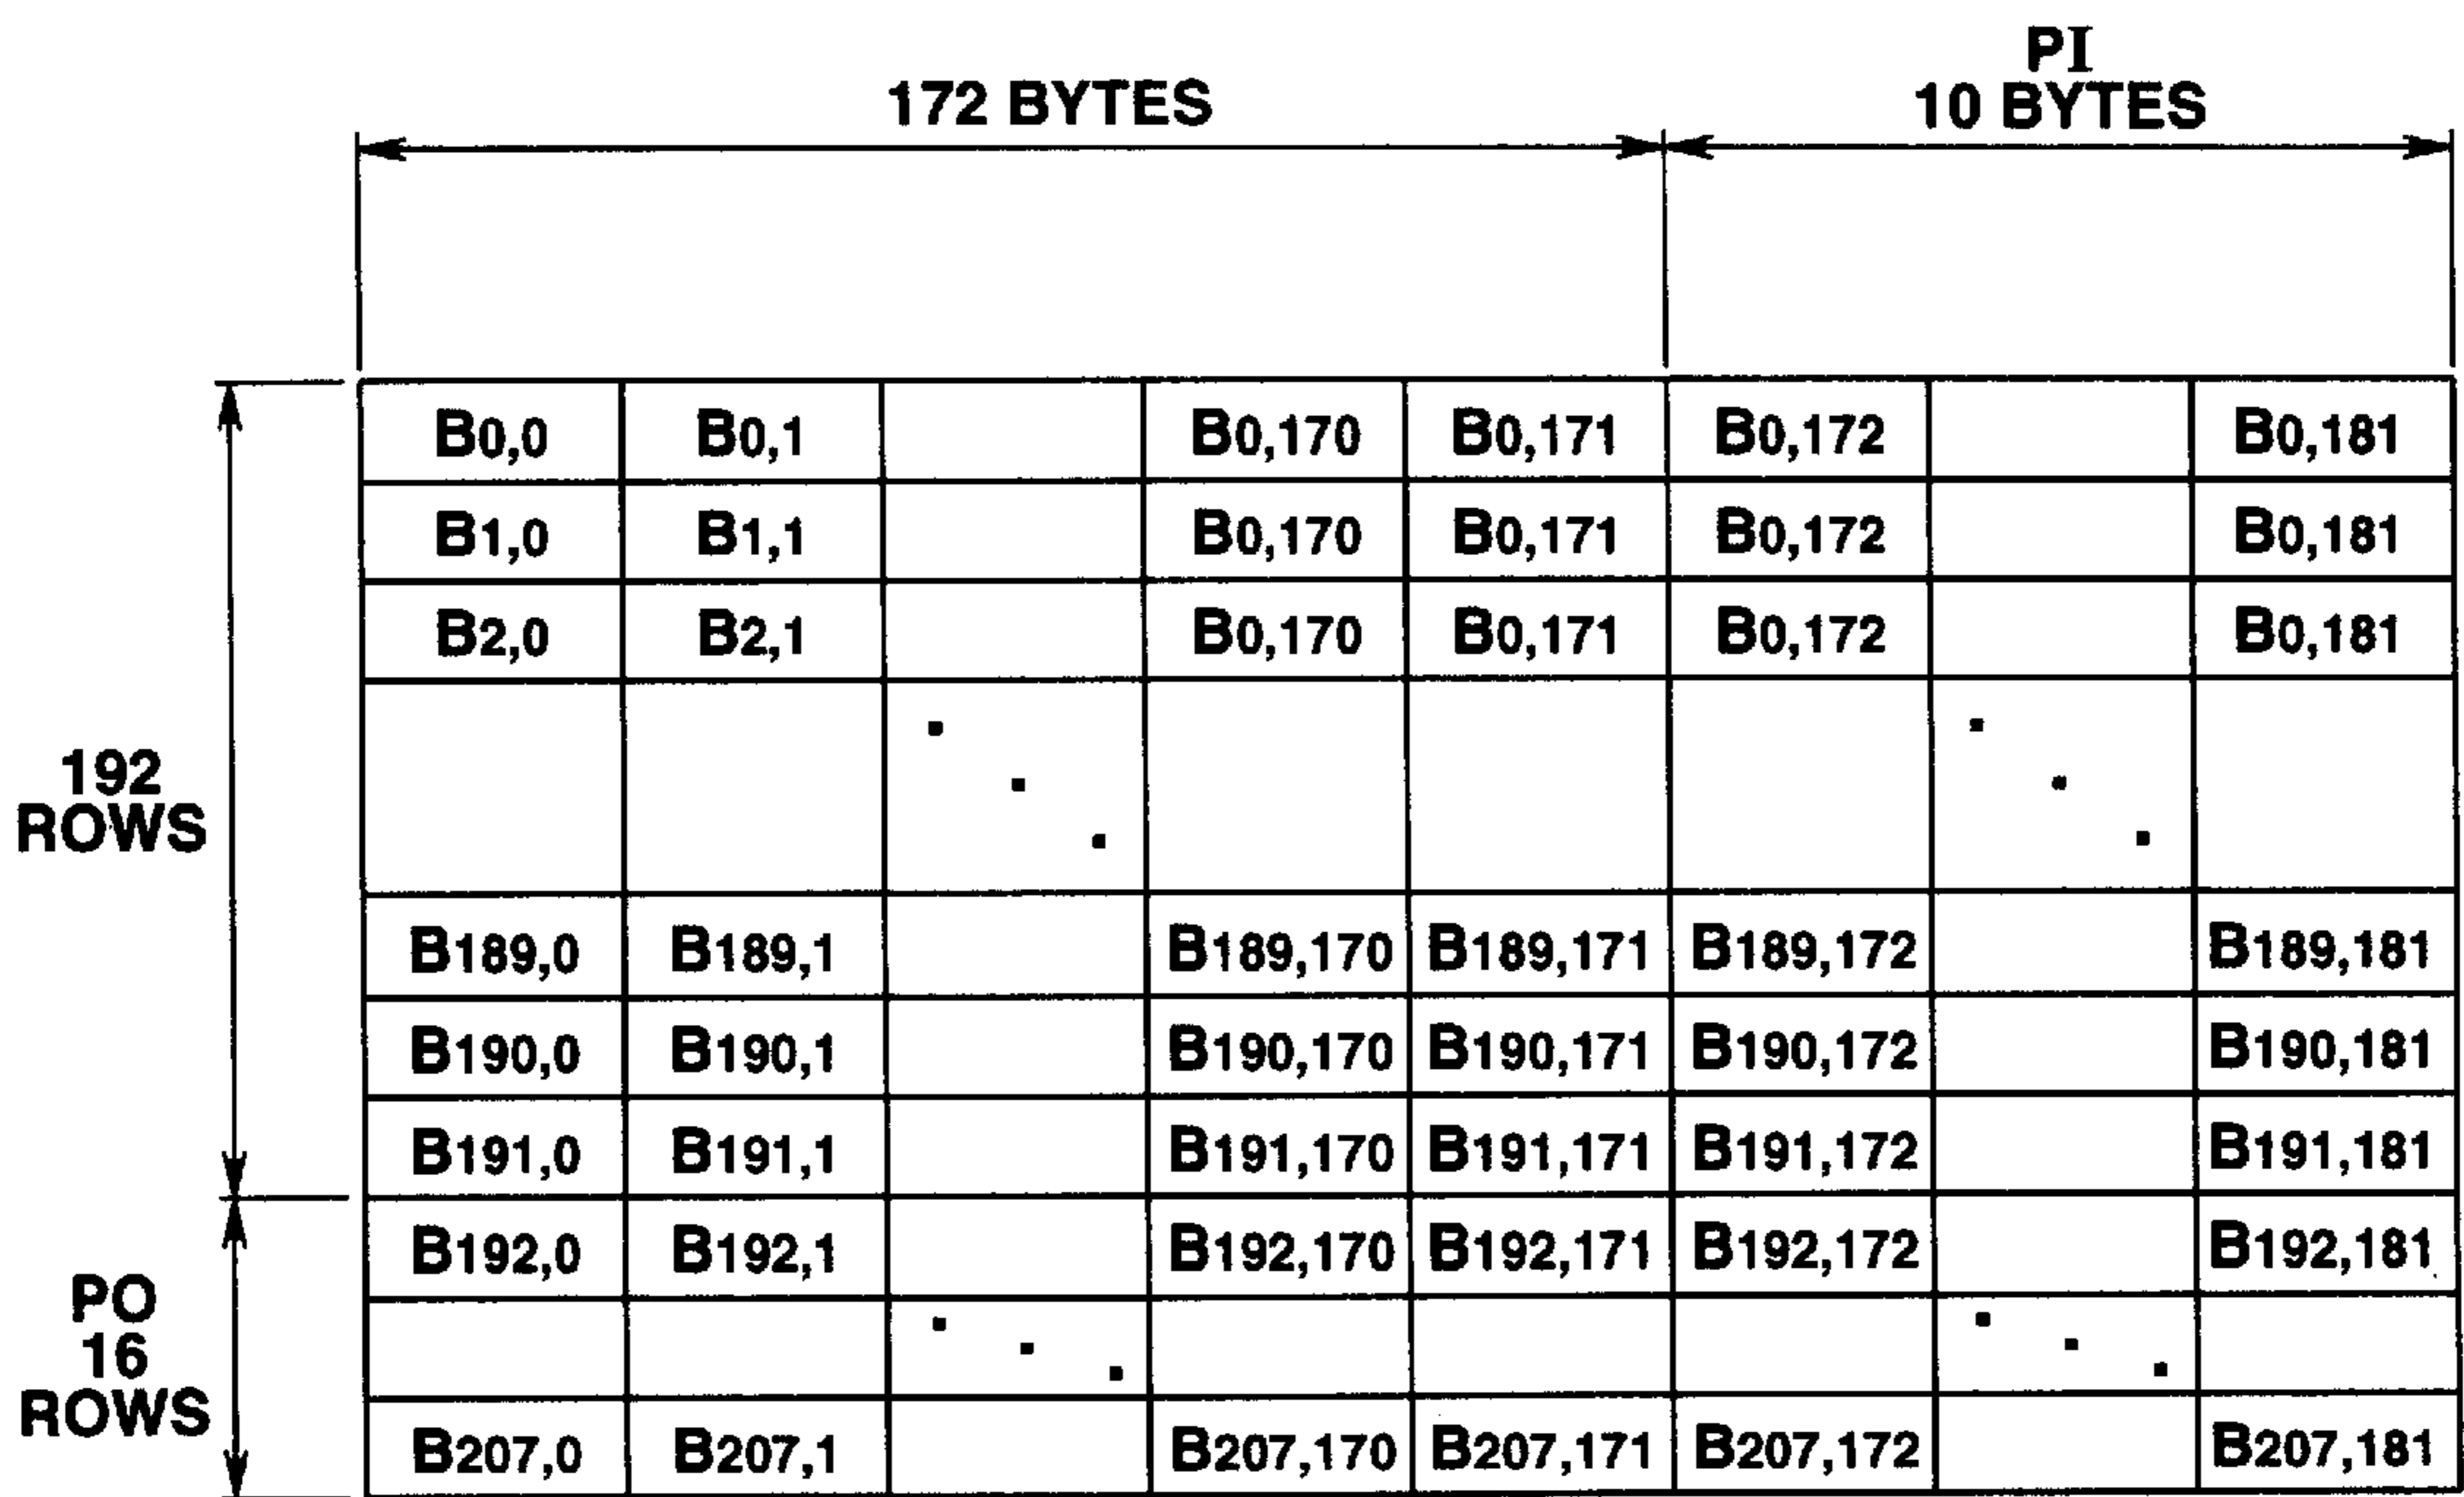 PI
172 BYTES 10 BYTES
B0,0 B0,1 B0,170 B0,171 B0,172 B0,181
B1,0 B1,1 B0,170 B0,171 B0,172 B0,181
B2,0 B2,1 B0,170 B0,171 B0,172 B0,181
192
ROWS
B189,0 B189,1 B189,170 B189,171 B189,172 B189,181
B190,0 B190,1 B190,170 B190,171 B190,172 B190,181
B191,0 B191,1 B191,170 B191,171 B191,172 B191,181
B192,0 B192,1 B192,170 B192,171 B192,172 B192,181
PO
16
ROWS
B207,0 B207,1 B207,170 B207,171 B207,172 B207,181